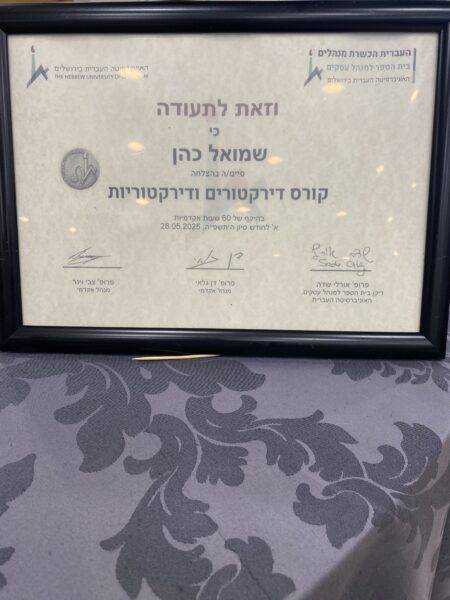 העברית הכשרת מנהלים
בית הספר למנהל עסקים
האוניברסיטה העברית בירושלים
האוניברסיטה העברית בירושלים
THE HEBREW UNIVERSITY OF JERUSALEM
וזאת לתעודה
כי
שמואל כהן
סיים/ה בהצלחה
קורס דירקטורים ודירקטוריות
בהיקף של 60 שעות אקדמיות
א' לחודש סיון ה'תשפ"ה, 28.05.2025
פרופ' אורלי שדה
דיקן בית הספר למנהל עסקים
האוניברסיטה העברית
פרופ' דן גלאי
מנהל אקדמי
פרופ' צבי וינר
מנהל אקדמי